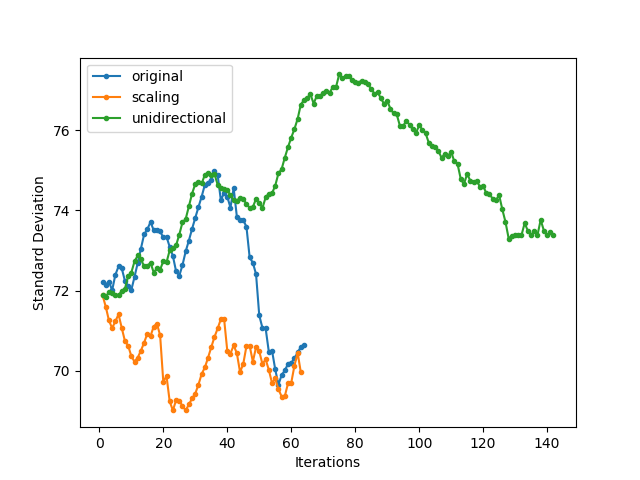 original
scaling
unidirectional
Standard Deviation
76
74
72
70
0 20 40 60 80 100 120 140
Iterations